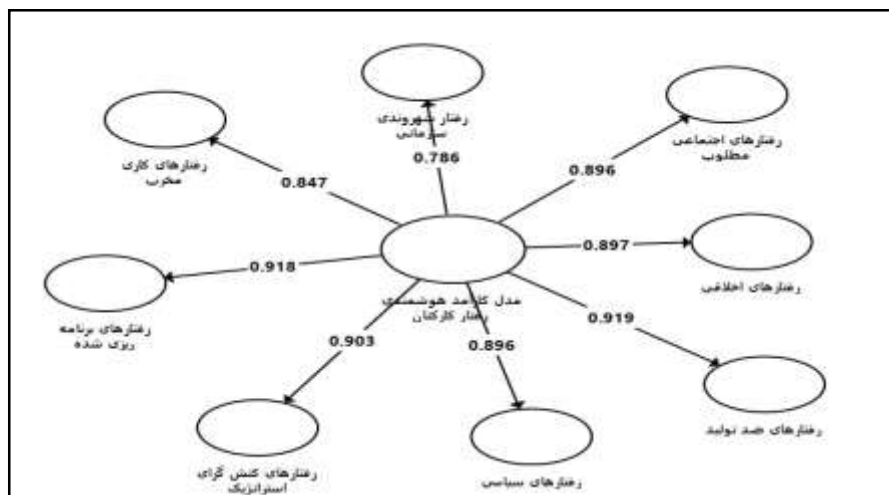 رفتار شهروندی
سازمانی
0.786
رفتارهای اجتماعی
مطلوب
0.896
رفتارهای کاری
مخرب
0.847
رفتارهای اخلاقی
0.897
مدل کارآمد هوشمندی
رفتار کارکنان
رفتارهای برنامه
ریزی شده
0.918
رفتارهای ضد تولید
0.919
رفتارهای کنش گرای
استراتژیک
0.903
رفتارهای سیاسی
0.896